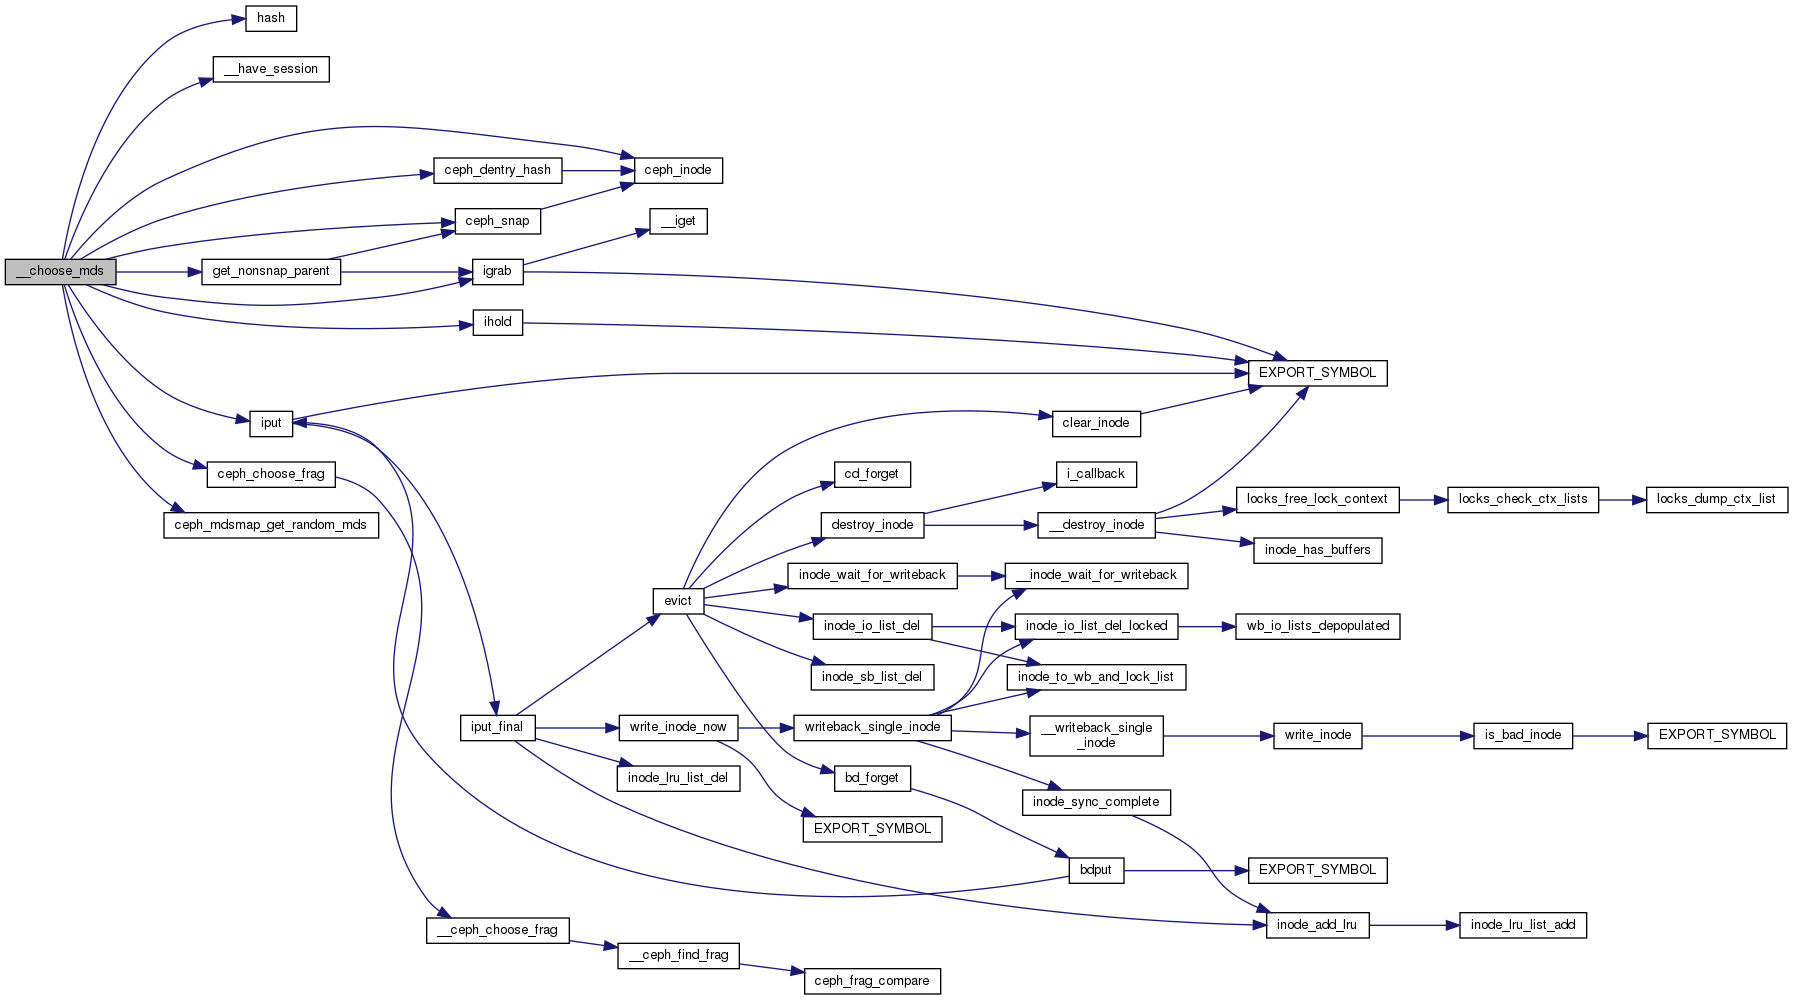 hash
__have_session
ceph_dentry_hash
ceph_inode
ceph_snap
__iget
__choose_mds
get_nonsnap_parent
igrab
ihold
EXPORT_SYMBOL
iput
clear_inode
ceph_choose_frag
cd_forget
i_callback
locks_free_lock_context
locks_check_ctx_lists
locks_dump_ctx_list
ceph_mdsmap_get_random_mds
destroy_inode
__destroy_inode
inode_has_buffers
inode_wait_for_writeback
__inode_wait_for_writeback
evict
inode_io_list_del
inode_io_list_del_locked
wb_io_lists_depopulated
inode_sb_list_del
inode_to_wb_and_lock_list
iput_final
write_inode_now
writeback_single_inode
__writeback_single
_inode
write_inode
is_bad_inode
EXPORT_SYMBOL
inode_lru_list_del
bd_forget
inode_sync_complete
EXPORT_SYMBOL
bdput
EXPORT_SYMBOL
__ceph_choose_frag
inode_add_lru
inode_lru_list_add
__ceph_find_frag
ceph_frag_compare